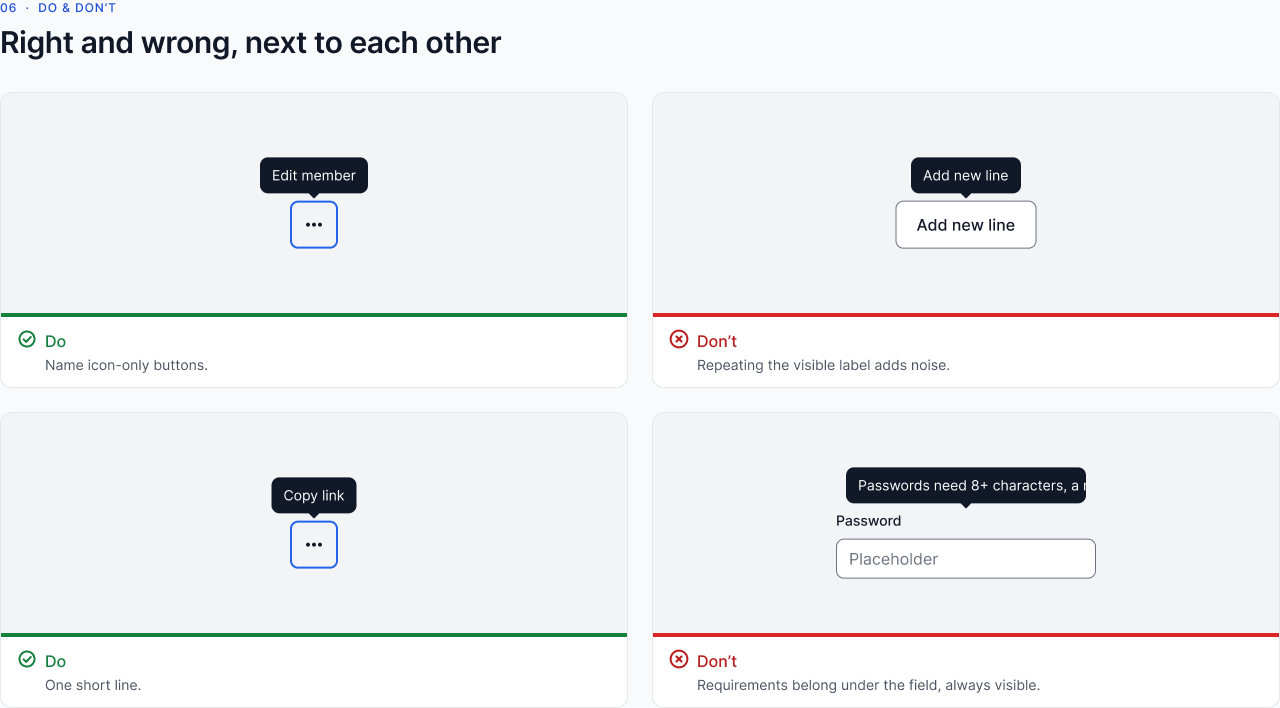 06 · DO & DON’T
Right and wrong, next to each other
Edit member
Do
Name icon-only buttons.
Add new line
Add new line
Don’t
Repeating the visible label adds noise.
Copy link
Do
One short line.
Passwords need 8+ characters, a
Password
Placeholder
Don’t
Requirements belong under the field, always visible.